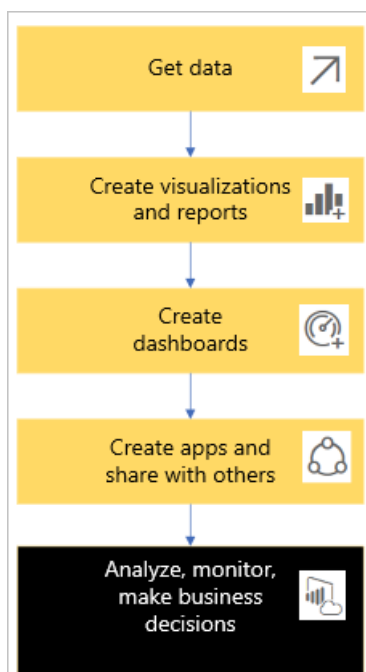 Get data
Create visualizations
and reports
Create
dashboards
Create apps and
share with others
Analyze, monitor,
make business
decisions